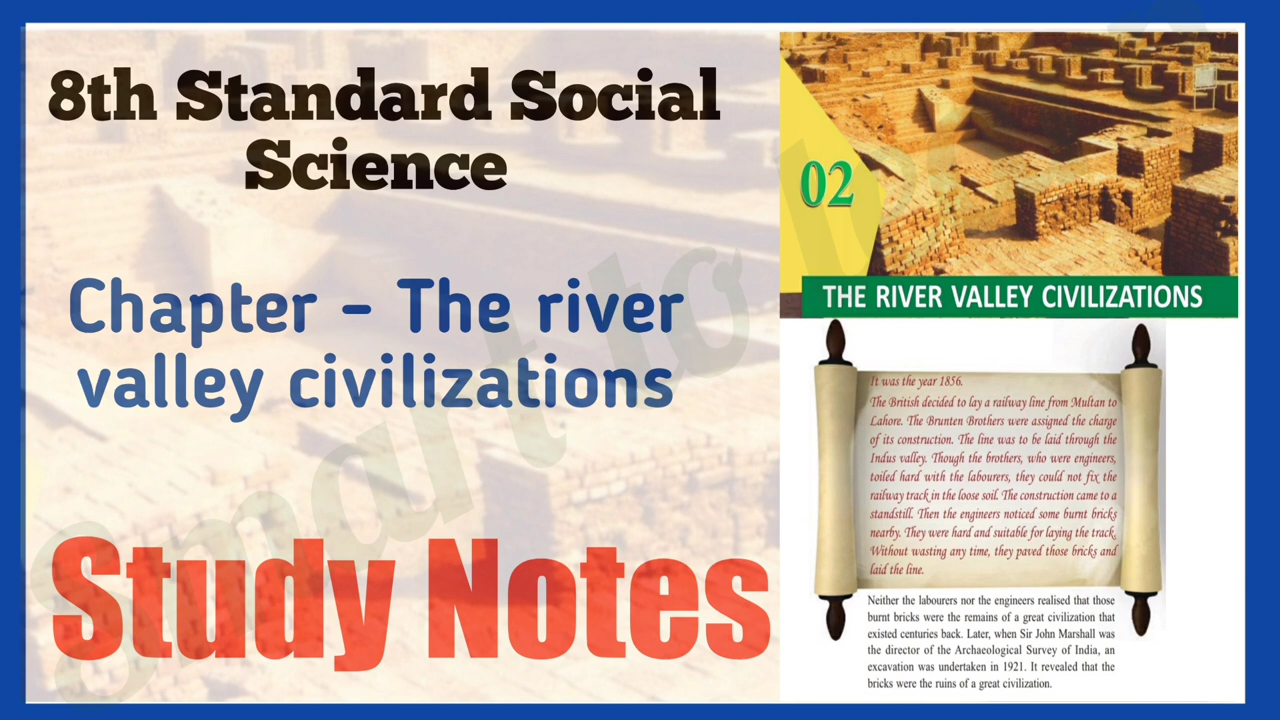 8th Standard Social
Science
Chapter – The river
valley civilizations
Study Notes
02
THE RIVER VALLEY CIVILIZATIONS
It was the year 1856.
The British decided to lay a railway line from Multan to
Lahore. The Brunten Brothers were assigned the charge
of its construction. The line was to be laid through the
Indus valley. Though the brothers, who were engineers,
toiled hard with the labourers, they could not fix the
railway track in the loose soil. The construction came to a
standstill. Then the engineers noticed some burnt bricks
nearby. They were hard and suitable for laying the track.
Without wasting any time, they paved those bricks and
laid the line.
Neither the labourers nor the engineers realised that those
burnt bricks were the remains of a great civilization that
existed centuries back. Later, when Sir John Marshall was
the director of the Archaeological Survey of India, an
excavation was undertaken in 1921. It revealed that the
bricks were the ruins of a great civilization.